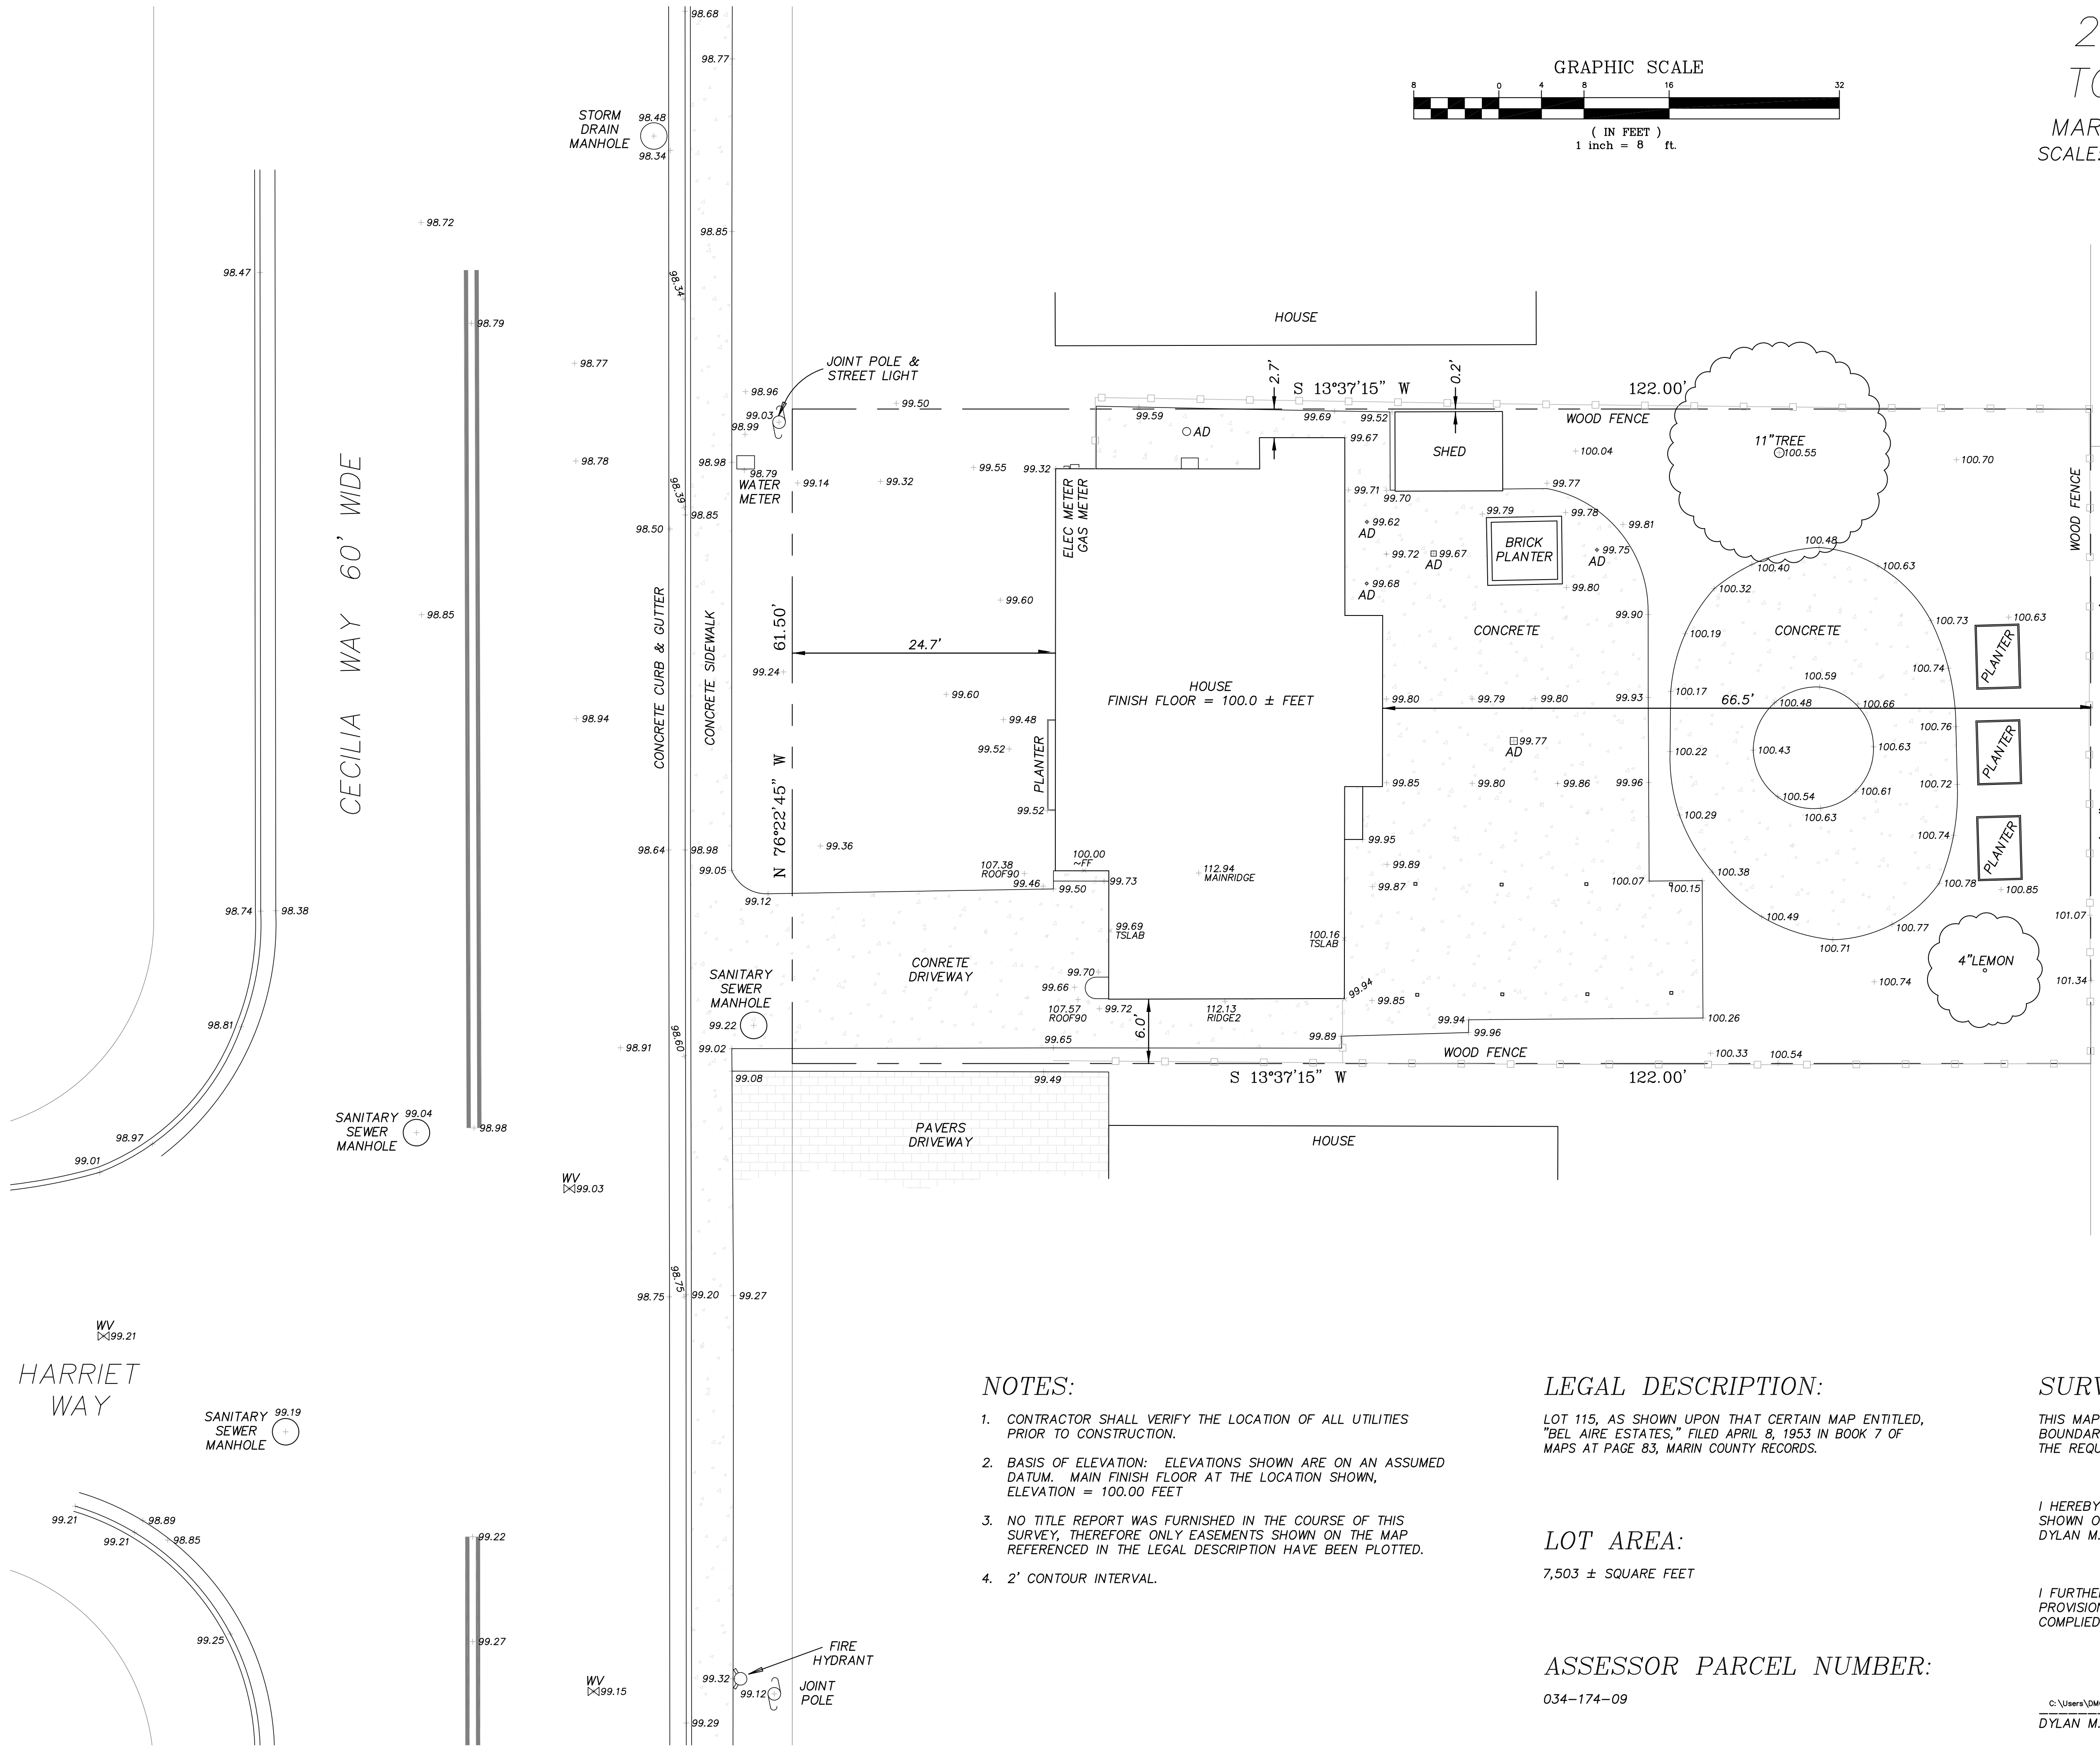 GRAPHIC SCALE
8 0 4 8 16 32
( IN FEET )
1 inch = 8 ft.
2
MAR
SCALE:
98.68
98.77
STORM
DRAIN
MANHOLE
98.48
98.34
98.85
98.72
98.47
98.34
98.79
98.77
98.78
98.39
98.85
98.50
98.85
98.94
CECILIA WAY 60' WIDE
CONCRETE CURB & GUTTER
CONCRETE SIDEWALK
JOINT POLE &
STREET LIGHT
98.96
99.03
98.99
98.98
98.79
WATER
METER
99.50
99.14
99.32
99.55
99.32
61.50'
N 76°22'45" W
24.7'
99.60
99.24
99.60
99.48
99.52
PLANTER
99.52
99.36
98.64
98.98
99.05
99.12
HOUSE
2.7'
S 13°37'15" W
0.2'
122.00'
WOOD FENCE
99.59
99.69
99.52
99.67
AD
ELEC METER
GAS METER
SHED
99.71
99.70
100.04
99.77
99.62
AD
99.72
99.67
AD
99.68
AD
99.79
99.78
99.81
BRICK
PLANTER
99.75
AD
99.80
99.90
CONCRETE
11"TREE
100.55
100.70
WOOD FENCE
100.48
100.40
100.63
100.32
100.19
CONCRETE
100.73
100.63
PLANTER
100.74
100.59
100.17
66.5'
100.48
100.66
100.76
100.22
100.43
100.63
PLANTER
100.54
100.61
100.63
100.72
100.29
100.74
PLANTER
100.38
100.78
100.85
100.49
100.77
100.71
101.07
4"LEMON
100.74
101.34
HOUSE
FINISH FLOOR = 100.0 ± FEET
99.80
99.79
99.80
99.93
99.77
AD
99.85
99.80
99.86
99.96
99.95
99.89
99.87
100.07
100.15
107.38
ROOF90
100.00
~FF
112.94
MAINRIDGE
99.46
99.50
99.73
99.69
TSLAB
100.16
TSLAB
CONRETE
DRIVEWAY
99.70
99.66
107.57
ROOF90
99.72
112.13
RIDGE2
99.94
99.85
6.0'
99.89
99.94
99.96
100.26
WOOD FENCE
100.33
100.54
S 13°37'15" W
122.00'
SANITARY
SEWER
MANHOLE
99.22
99.65
99.02
99.08
99.49
PAVERS
DRIVEWAY
HOUSE
98.74
98.38
98.81
98.91
98.60
SANITARY
SEWER
MANHOLE
99.04
98.98
98.97
99.01
WV
99.03
98.75
98.75
99.20
99.27
WV
99.21
HARRIET
WAY
SANITARY
SEWER
MANHOLE
99.19
99.21
99.21
98.89
98.85
99.22
99.25
99.27
WV
99.15
FIRE
HYDRANT
99.32
99.12
JOINT
POLE
99.29
NOTES:
1. CONTRACTOR SHALL VERIFY THE LOCATION OF ALL UTILITIES
PRIOR TO CONSTRUCTION.
2. BASIS OF ELEVATION: ELEVATIONS SHOWN ARE ON AN ASSUMED
DATUM. MAIN FINISH FLOOR AT THE LOCATION SHOWN,
ELEVATION = 100.00 FEET
3. NO TITLE REPORT WAS FURNISHED IN THE COURSE OF THIS
SURVEY, THEREFORE ONLY EASEMENTS SHOWN ON THE MAP
REFERENCED IN THE LEGAL DESCRIPTION HAVE BEEN PLOTTED.
4. 2' CONTOUR INTERVAL.
LEGAL DESCRIPTION:
LOT 115, AS SHOWN UPON THAT CERTAIN MAP ENTITLED,
"BEL AIRE ESTATES," FILED APRIL 8, 1953 IN BOOK 7 OF
MAPS AT PAGE 83, MARIN COUNTY RECORDS.
LOT AREA:
7,503 ± SQUARE FEET
ASSESSOR PARCEL NUMBER:
034-174-09
SURV
THIS MAP
BOUNDAR
THE REQU
I HEREBY
SHOWN O
DYLAN M.
I FURTHE
PROVISION
COMPLIED
C:\Users\DM
DYLAN M.